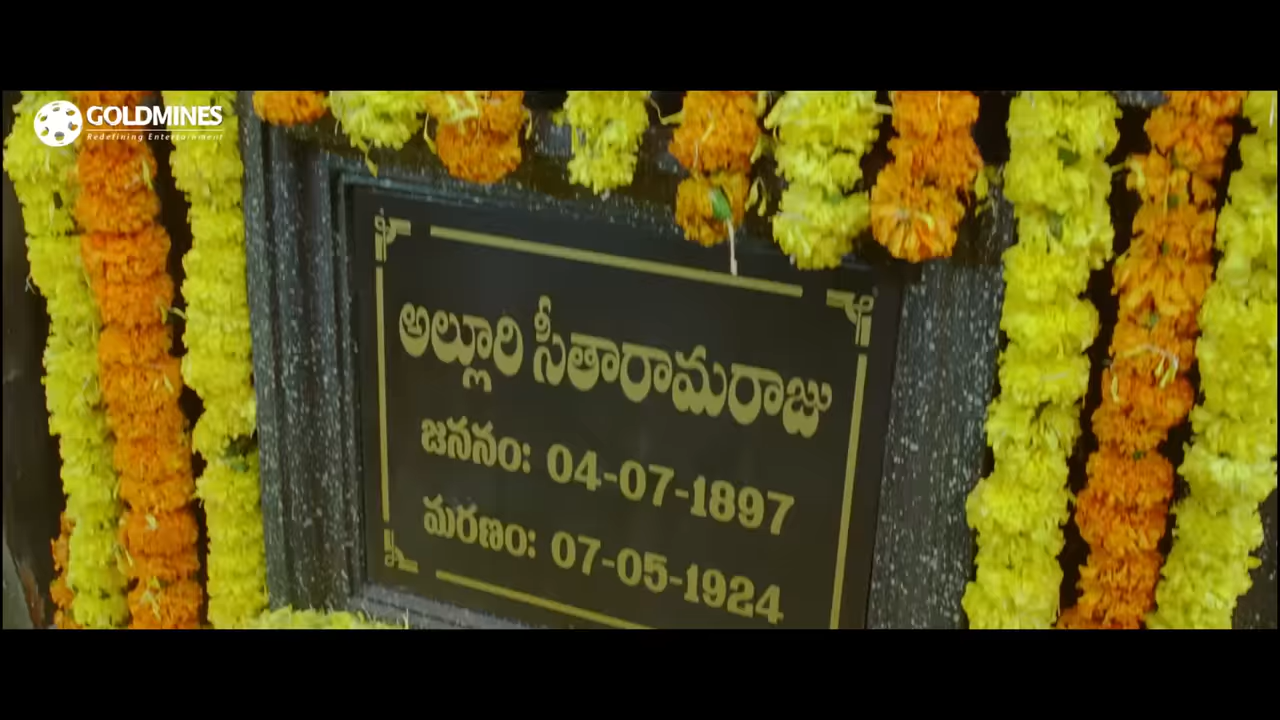 GOLDMINES
Redefining Entertainment
అల్లూరి సీతారామరాజు
జననం: 04-07-1897
మరణం: 07-05-1924